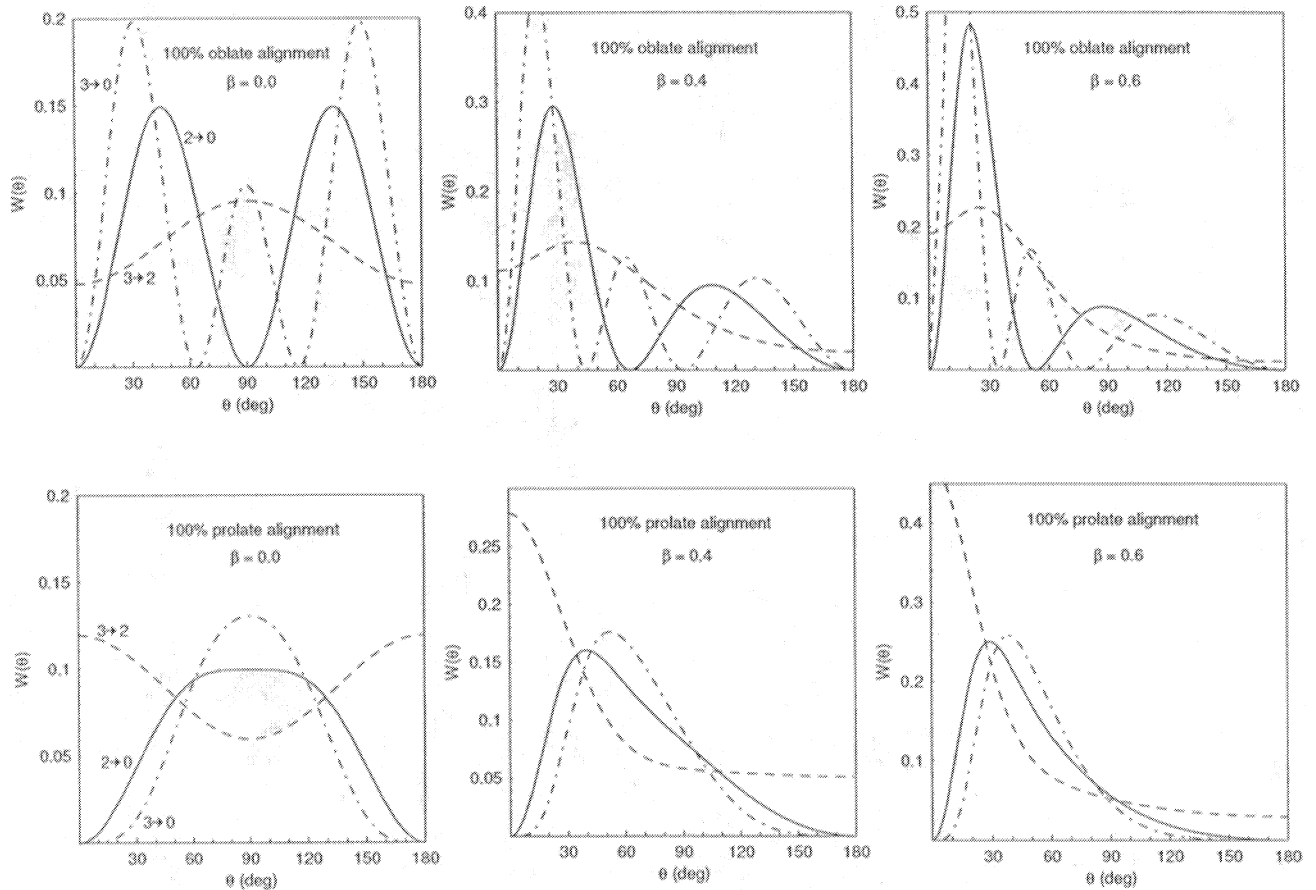 0.2
0.15
0.1
0.05
W(θ)
100% oblate alignment
β = 0.0
3→0
2→0
3→2
30 60 90 120 150 180
θ (deg)
0.4
0.3
0.2
0.1
W(θ)
100% oblate alignment
β = 0.4
30 60 90 120 150 180
θ (deg)
0.5
0.4
0.3
0.2
0.1
W(θ)
100% oblate alignment
β = 0.6
30 60 90 120 150 180
θ (deg)
0.2
0.15
0.1
0.05
W(θ)
100% prolate alignment
β = 0.0
3→2
2→0
3→0
30 60 90 120 150 180
θ (deg)
0.25
0.2
0.15
0.1
0.05
W(θ)
100% prolate alignment
β = 0.4
30 60 90 120 150 180
θ (deg)
0.4
0.3
0.2
0.1
W(θ)
100% prolate alignment
β = 0.6
30 60 90 120 150 180
θ (deg)